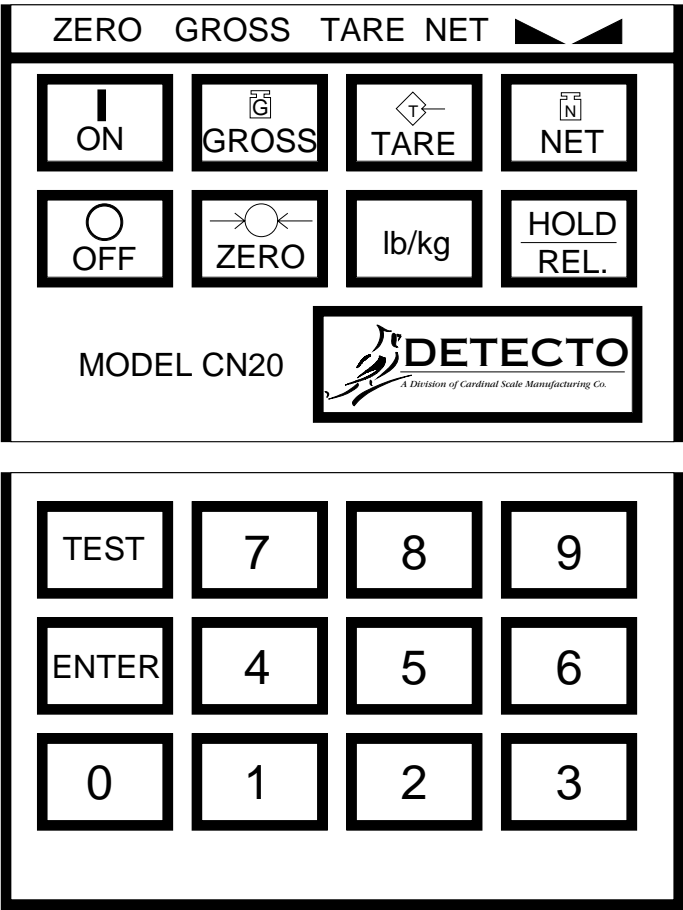 ZERO GROSS TARE NET
ON
G
GROSS
T
TARE
N
NET
OFF
ZERO
lb/kg
HOLD
REL.
MODEL CN20
DETECTO
A Division of Cardinal Scale Manufacturing Co.
TEST 7 8 9
ENTER 4 5 6
0 1 2 3